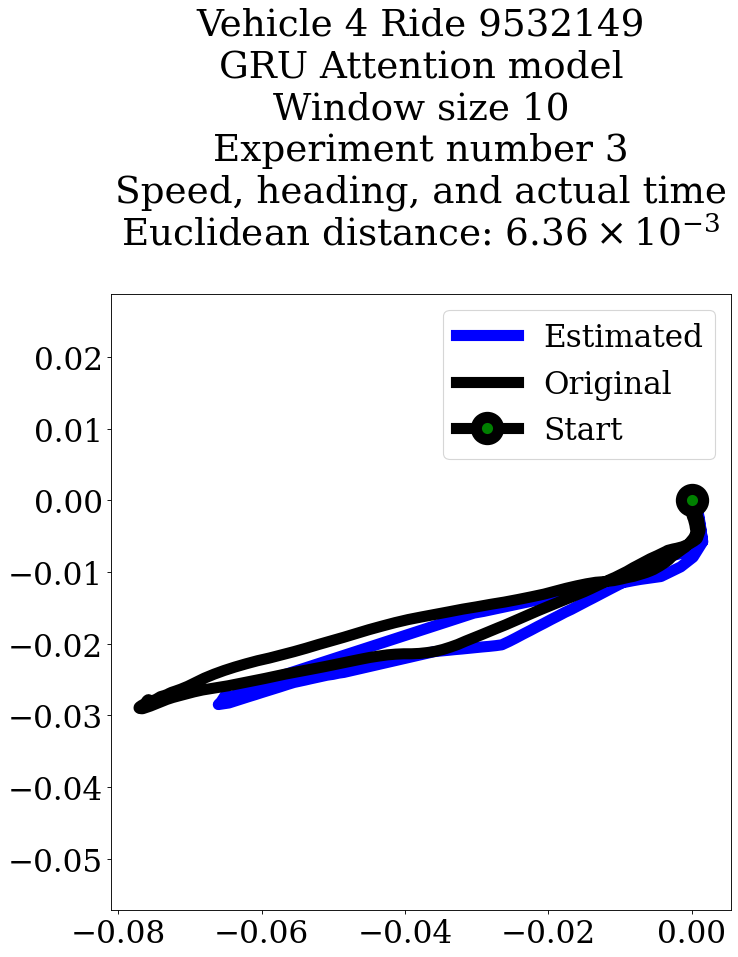 Vehicle 4 Ride 9532149
GRU Attention model
Window size 10
Experiment number 3
Speed, heading, and actual time
Euclidean distance: 6.36 × 10⁻³
Estimated
Original
Start
0.02
0.01
0.00
−0.01
−0.02
−0.03
−0.04
−0.05
−0.08 −0.06 −0.04 −0.02 0.00